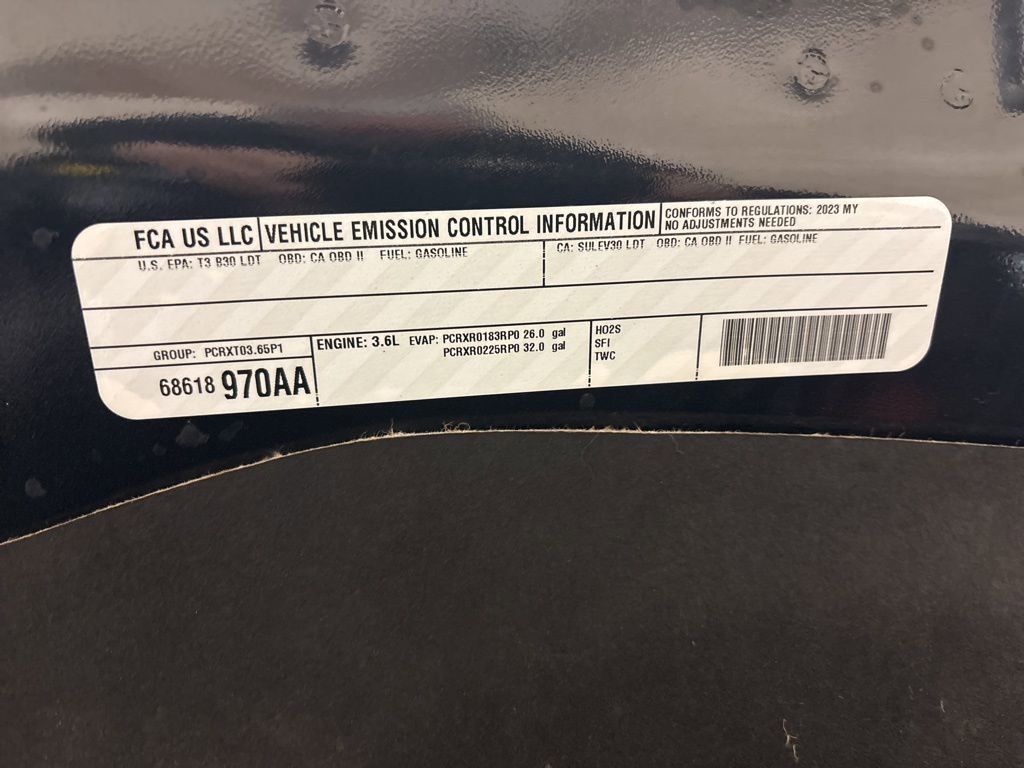 FCA US LLC
VEHICLE EMISSION CONTROL INFORMATION
CONFORMS TO REGULATIONS: 2023 MY
NO ADJUSTMENTS NEEDED
U.S. EPA: T3 B30 LDT OBD: CA OBD II FUEL: GASOLINE
CA: SULEV30 LDT OBD: CA OBD II FUEL: GASOLINE
GROUP: PCRXT03.65P1
68618 970AA
ENGINE: 3.6L EVAP: PCRXR0183RP0 26.0 gal
PCRXR0225RP0 32.0 gal
HO2S
SFI
TWC